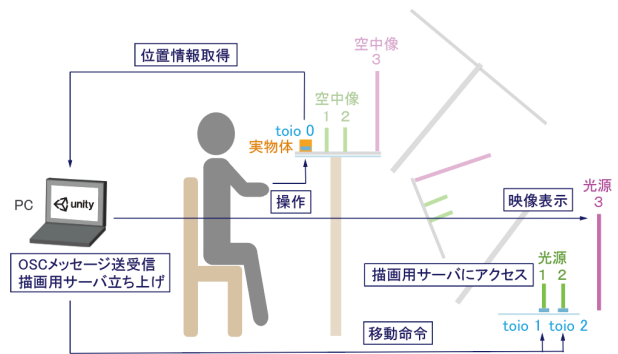 位置情報取得
空中像
3
空中像
1 2
toio 0
実物体
操作
PC
unity
映像表示
光源
3
OSCメッセージ送受信
描画用サーバ立ち上げ
描画用サーバにアクセス
光源
1 2
toio 1 toio 2
移動命令